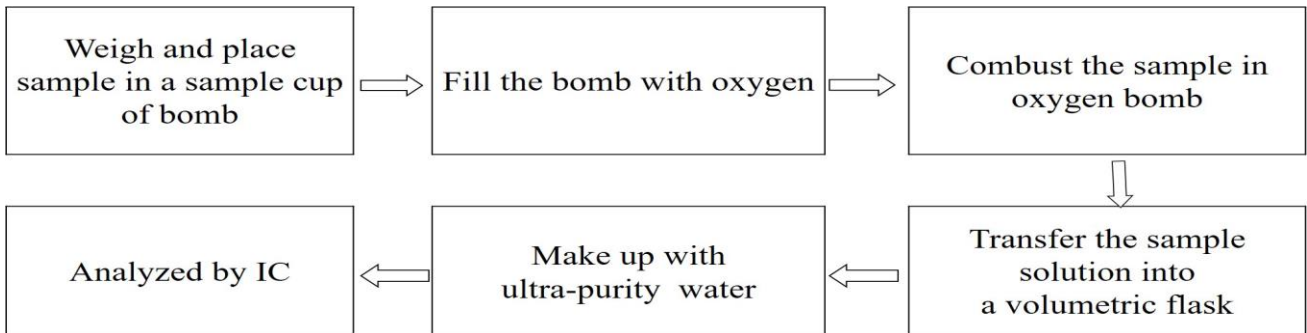 Weigh and place
sample in a sample cup
of bomb
Fill the bomb with oxygen
Combust the sample in
oxygen bomb
Transfer the sample
solution into
a volumetric flask
Make up with
ultra-purity water
Analyzed by IC